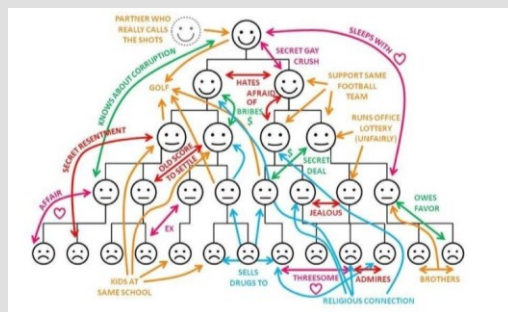 PARTNER WHO
REALLY CALLS
THE SHOTS
SLEEPS WITH
SECRET GAY
CRUSH
KNOWS ABOUT CORRUPTION
GOLF
HATES
AFRAID
OF
BRIBES
$
SUPPORT SAME
FOOTBALL
TEAM
RUNS OFFICE
LOTTERY
(UNFAIRLY)
SECRET RESENTMENT
OLD SCORE
TO SETTLE
$
SECRET
DEAL
AFFAIR
EX
JEALOUS
OWES
FAVOR
KIDS AT
SAME SCHOOL
SELLS
DRUGS TO
THREESOME
ADMIRES
BROTHERS
RELIGIOUS CONNECTION